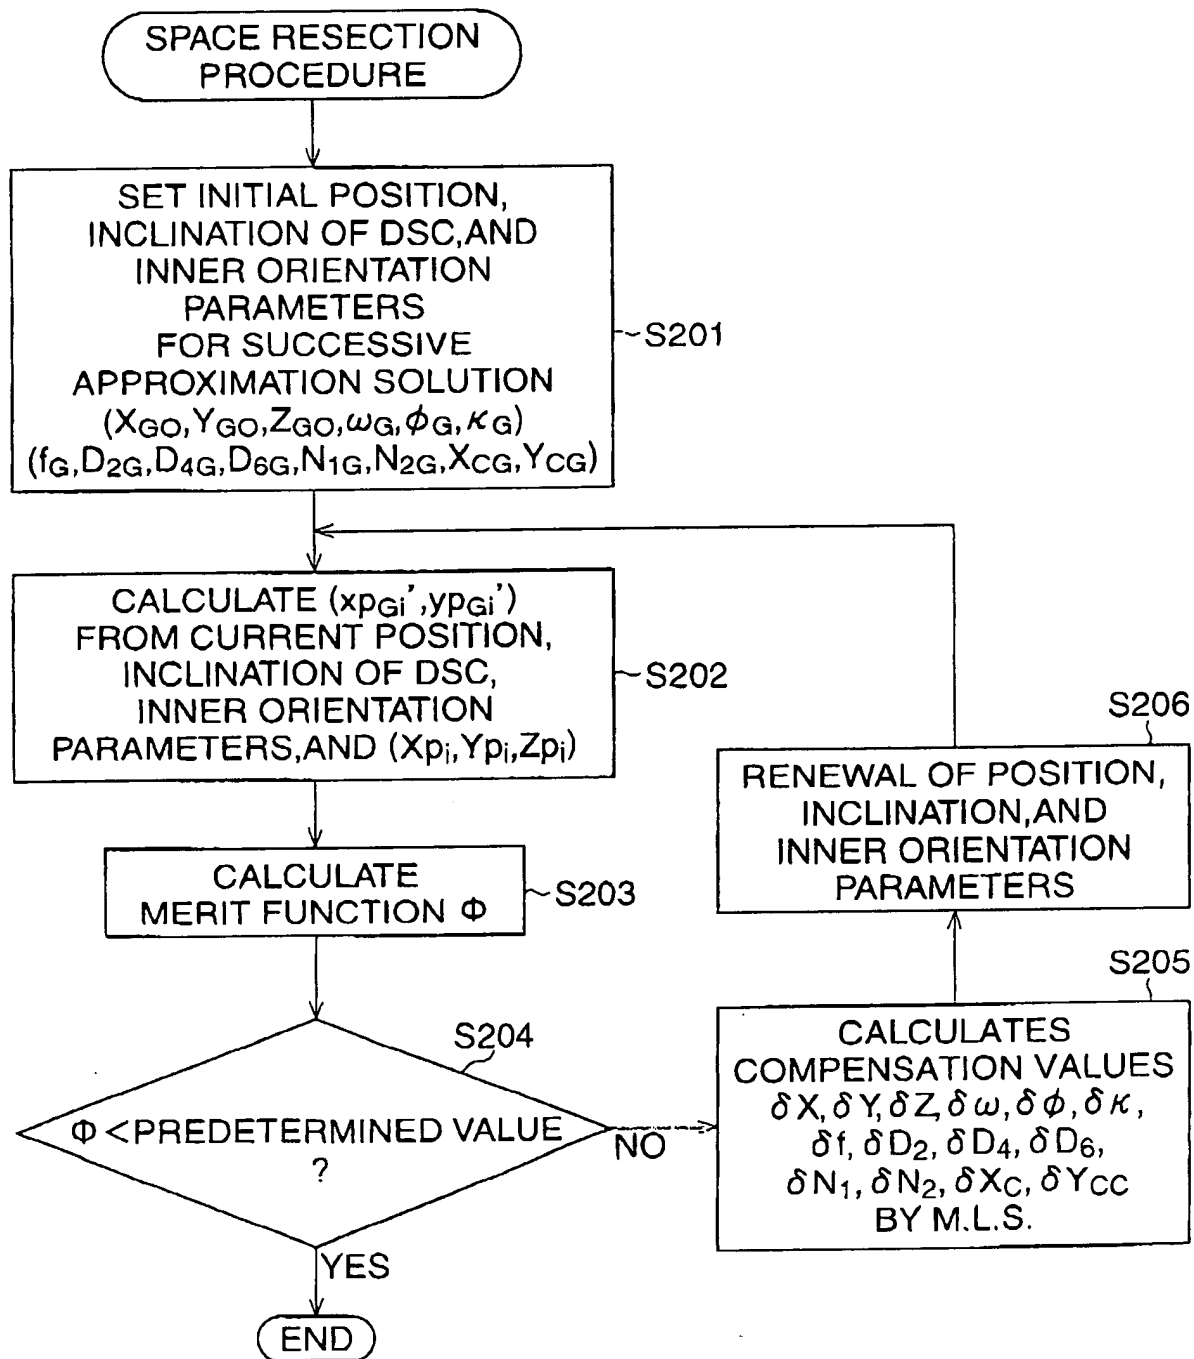 SPACE RESECTION
PROCEDURE
SET INITIAL POSITION,
INCLINATION OF DSC,AND
INNER ORIENTATION
PARAMETERS
FOR SUCCESSIVE
APPROXIMATION SOLUTION
(XGO,YGO,ZGO,ωG,ϕG,κG)
(fG,D2G,D4G,D6G,N1G,N2G,XCG,YCG)
S201
CALCULATE (xpGi',ypGi')
FROM CURRENT POSITION,
INCLINATION OF DSC,
INNER ORIENTATION
PARAMETERS,AND (Xpi,Ypi,Zpi)
S202
CALCULATE
MERIT FUNCTION Φ
S203
S204
Φ<PREDETERMINED VALUE
?
NO
YES
END
S205
CALCULATES
COMPENSATION VALUES
δX,δY,δZ,δω,δϕ,δκ,
δf,δD2,δD4,δD6,
δN1,δN2,δXC,δYCC
BY M.L.S.
S206
RENEWAL OF POSITION,
INCLINATION,AND
INNER ORIENTATION
PARAMETERS